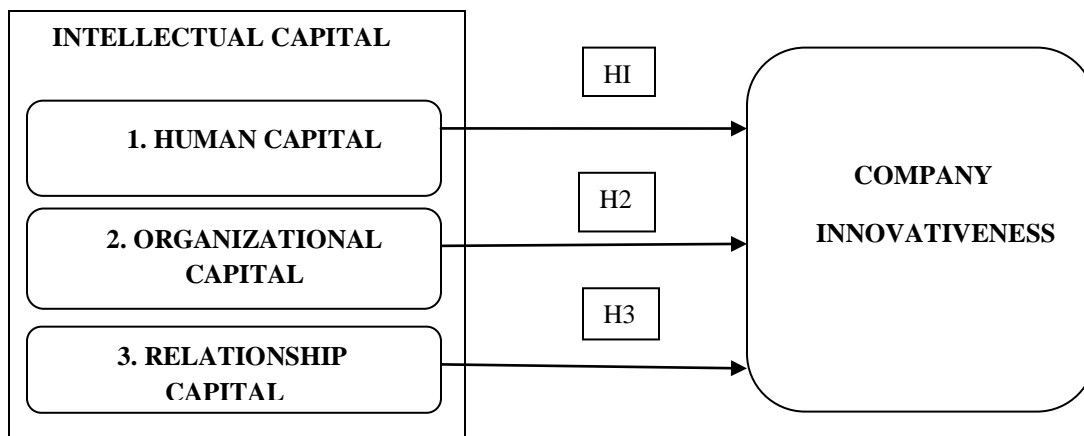 INTELLECTUAL CAPITAL
HI
1. HUMAN CAPITAL
COMPANY
INNOVATIVENESS
H2
2. ORGANIZATIONAL
CAPITAL
H3
3. RELATIONSHIP
CAPITAL